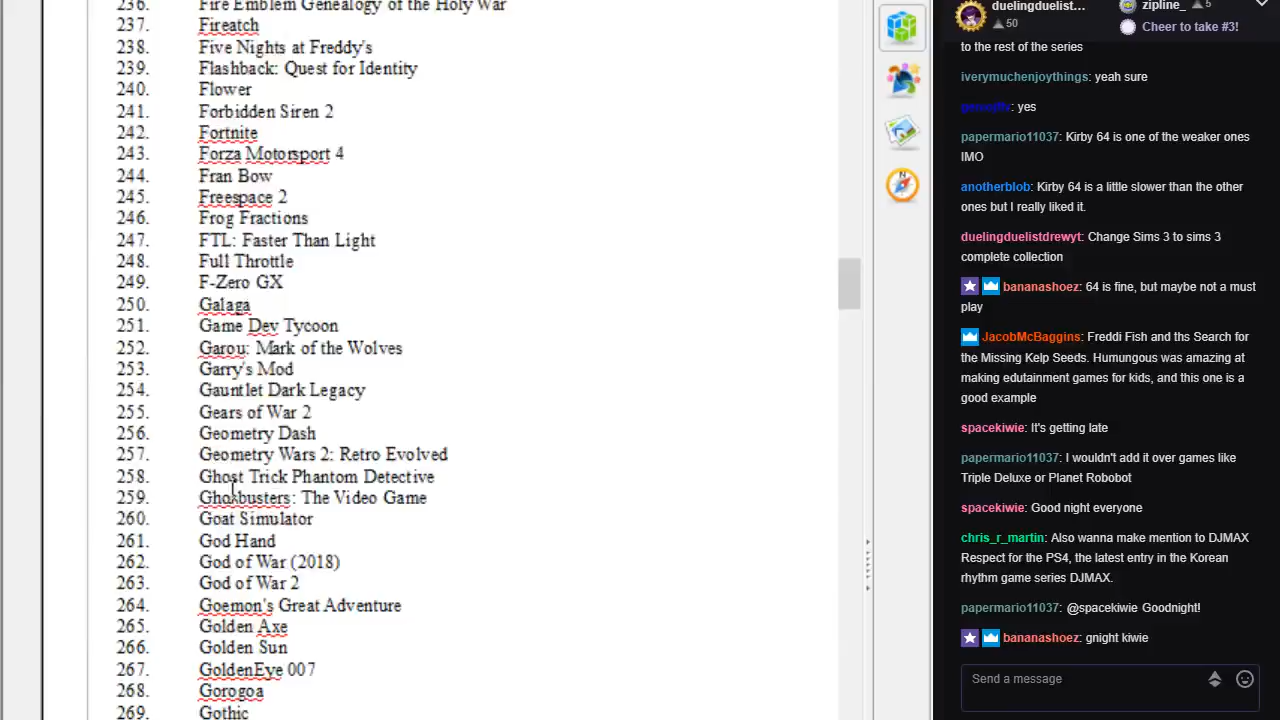 236. Fire Emblem Genealogy of the Holy War
237. Fireatch
238. Five Nights at Freddy's
239. Flashback: Quest for Identity
240. Flower
241. Forbidden Siren 2
242. Fortnite
243. Forza Motorsport 4
244. Fran Bow
245. Freespace 2
246. Frog Fractions
247. FTL: Faster Than Light
248. Full Throttle
249. F-Zero GX
250. Galaga
251. Game Dev Tycoon
252. Garou: Mark of the Wolves
253. Garry's Mod
254. Gauntlet Dark Legacy
255. Gears of War 2
256. Geometry Dash
257. Geometry Wars 2: Retro Evolved
258. Ghost Trick Phantom Detective
259. Ghostbusters: The Video Game
260. Goat Simulator
261. God Hand
262. God of War (2018)
263. God of War 2
264. Goemon's Great Adventure
265. Golden Axe
266. Golden Sun
267. GoldenEye 007
268. Gorogoa
269. Gothic
duelingduelist... 50
zipline_ 5
Cheer to take #3!
to the rest of the series
iverymuchenjoythings: yeah sure
yes
papermario11037: Kirby 64 is one of the weaker ones
IMO
anotherblob: Kirby 64 is a little slower than the other
ones but I really liked it.
duelingduelistdrewyt: Change Sims 3 to sims 3
complete collection
bananashoez: 64 is fine, but maybe not a must
play
JacobMcBaggins: Freddi Fish and ths Search for
the Missing Kelp Seeds. Humungous was amazing at
making edutainment games for kids, and this one is a
good example
spacekiwie: It's getting late
papermario11037: I wouldn't add it over games like
Triple Deluxe or Planet Robobot
spacekiwie: Good night everyone
chris_r_martin: Also wanna make mention to DJMAX
Respect for the PS4, the latest entry in the Korean
rhythm game series DJMAX.
papermario11037: @spacekiwie Goodnight!
bananashoez: gnight kiwie
Send a message